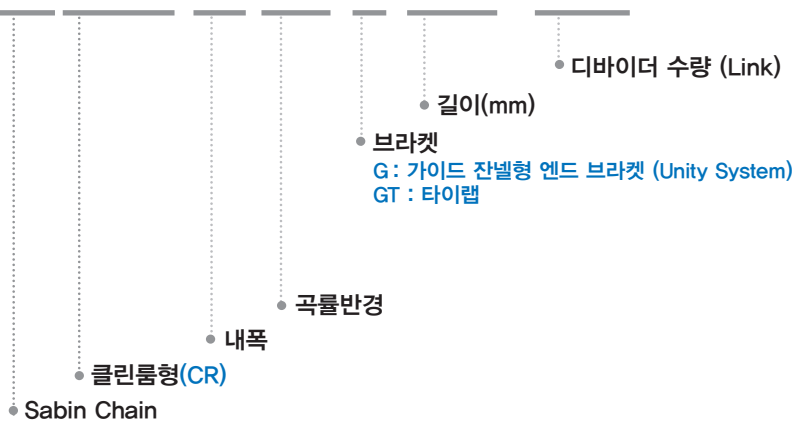 디바이더 수량 (Link)
길이(mm)
브라켓
G : 가이드 잔넬형 엔드 브라켓 (Unity System)
GT : 타이랩
곡률반경
내폭
클린룸형(CR)
Sabin Chain